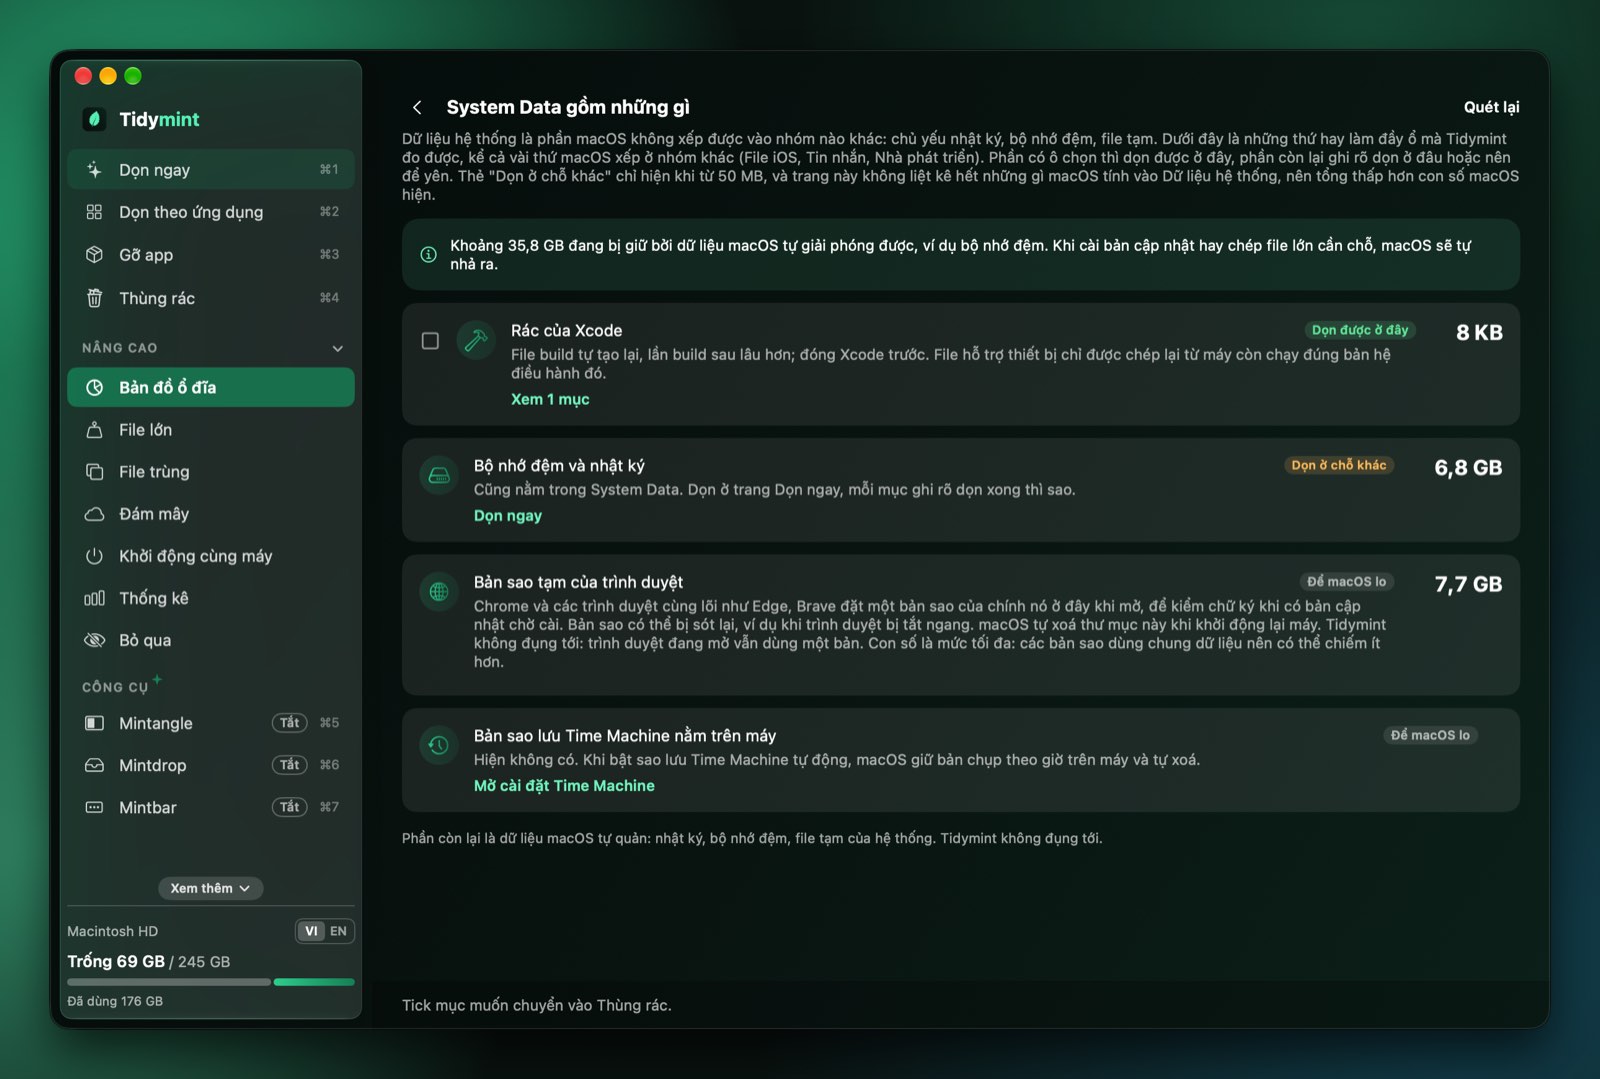 Tidymint
Dọn ngay ⌘1
Dọn theo ứng dụng ⌘2
Gỡ app ⌘3
Thùng rác ⌘4
NÂNG CAO
Bản đồ ổ đĩa
File lớn
File trùng
Đám mây
Khởi động cùng máy
Thống kê
Bỏ qua
CÔNG CỤ
Mintangle Tắt ⌘5
Mintdrop Tắt ⌘6
Mintbar Tắt ⌘7
Xem thêm
Macintosh HD VI EN
Trống 69 GB / 245 GB
Đã dùng 176 GB
System Data gồm những gì
Quét lại
Dữ liệu hệ thống là phần macOS không xếp được vào nhóm nào khác: chủ yếu nhật ký, bộ nhớ đệm, file tạm. Dưới đây là những thứ hay làm đầy ổ mà Tidymint
đo được, kể cả vài thứ macOS xếp ở nhóm khác (File iOS, Tin nhắn, Nhà phát triển). Phần có ô chọn thì dọn được ở đây, phần còn lại ghi rõ dọn ở đâu hoặc nên
để yên. Thẻ "Dọn ở chỗ khác" chỉ hiện khi từ 50 MB, và trang này không liệt kê hết những gì macOS tính vào Dữ liệu hệ thống, nên tổng thấp hơn con số macOS
hiện.
Khoảng 35,8 GB đang bị giữ bởi dữ liệu macOS tự giải phóng được, ví dụ bộ nhớ đệm. Khi cài bản cập nhật hay chép file lớn cần chỗ, macOS sẽ tự
nhả ra.
Rác của Xcode
Dọn được ở đây
8 KB
File build tự tạo lại, lần build sau lâu hơn; đóng Xcode trước. File hỗ trợ thiết bị chỉ được chép lại từ máy còn chạy đúng bản hệ
điều hành đó.
Xem 1 mục
Bộ nhớ đệm và nhật ký
Dọn ở chỗ khác
6,8 GB
Cũng nằm trong System Data. Dọn ở trang Dọn ngay, mỗi mục ghi rõ dọn xong thì sao.
Dọn ngay
Bản sao tạm của trình duyệt
Để macOS lo
7,7 GB
Chrome và các trình duyệt cùng lõi như Edge, Brave đặt một bản sao của chính nó ở đây khi mở, để kiểm chữ ký khi có bản cập
nhật chờ cài. Bản sao có thể bị sót lại, ví dụ khi trình duyệt bị tắt ngang. macOS tự xoá thư mục này khi khởi động lại máy. Tidymint
không đụng tới: trình duyệt đang mở vẫn dùng một bản. Con số là mức tối đa: các bản sao dùng chung dữ liệu nên có thể chiếm ít
hơn.
Bản sao lưu Time Machine nằm trên máy
Để macOS lo
Hiện không có. Khi bật sao lưu Time Machine tự động, macOS giữ bản chụp theo giờ trên máy và tự xoá.
Mở cài đặt Time Machine
Phần còn lại là dữ liệu macOS tự quản: nhật ký, bộ nhớ đệm, file tạm của hệ thống. Tidymint không đụng tới.
Tick mục muốn chuyển vào Thùng rác.